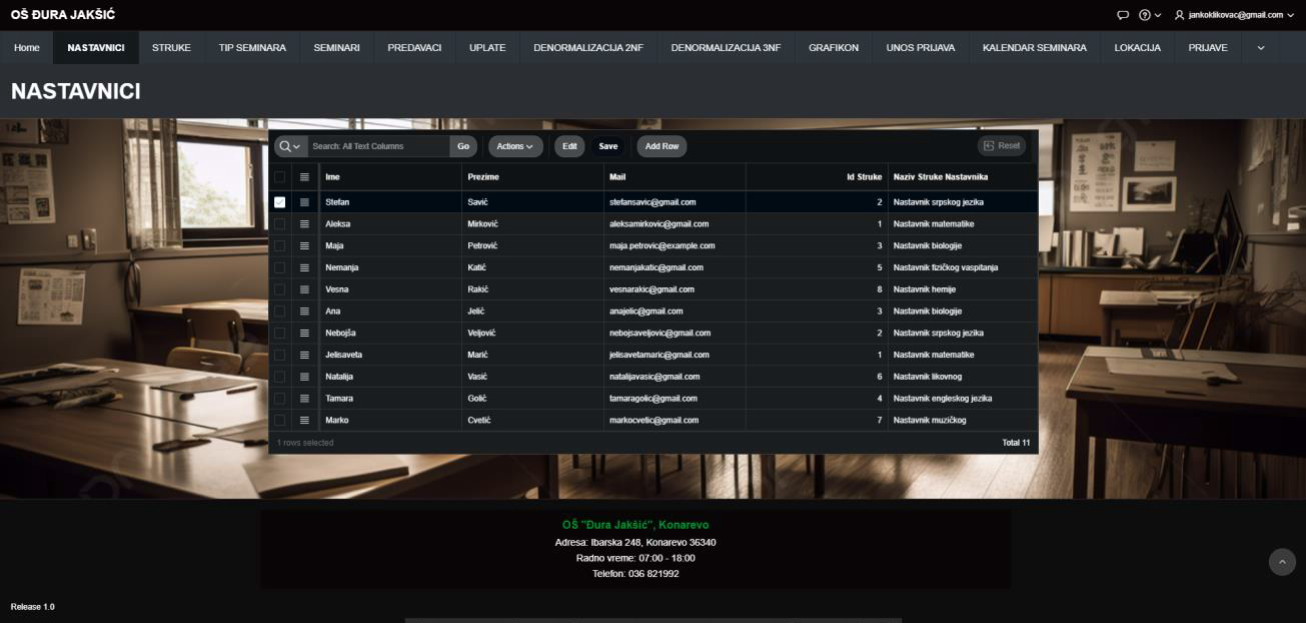 OŠ ĐURA JAKŠIĆ
jankoklikovac@gmail.com
Home NASTAVNICI STRUKE TIP SEMINARA SEMINARI PREDAVACI UPLATE DENORMALIZACIJA 2NF DENORMALIZACIJA 3NF GRAFIKON UNOS PRIJAVA KALENDAR SEMINARA LOKACIJA PRIJAVE
NASTAVNICI
Search: All Text Columns Go Actions Edit Save Add Row Reset
Ime Prezime Mail Id Struke Naziv Struke Nastavnika
Stefan Savić stefansavic@gmail.com 2 Nastavnik srpskog jezika
Aleksa Mirković aleksamirkovic@gmail.com 1 Nastavnik matematike
Maja Petrović maja.petrovic@example.com 3 Nastavnik biologije
Nemanja Katić nemanjakatic@gmail.com 5 Nastavnik fizičkog vaspitanja
Vesna Rakić vesnarakic@gmail.com 8 Nastavnik hemije
Ana Jelić anajelic@gmail.com 3 Nastavnik biologije
Nebojša Veljović nebojsaveljovic@gmail.com 2 Nastavnik srpskog jezika
Jelisaveta Marić jelisavetamaric@gmail.com 1 Nastavnik matematike
Natalija Vasić natalijavasic@gmail.com 6 Nastavnik likovnog
Tamara Golić tamaragolic@gmail.com 4 Nastavnik engleskog jezika
Marko Cvetić markocvetic@gmail.com 7 Nastavnik muzičkog
1 rows selected Total 11
OŠ "Đura Jakšić", Konarevo
Adresa: Ibarska 248, Konarevo 36340
Radno vreme: 07:00 - 18:00
Telefon: 036 821992
Release 1.0